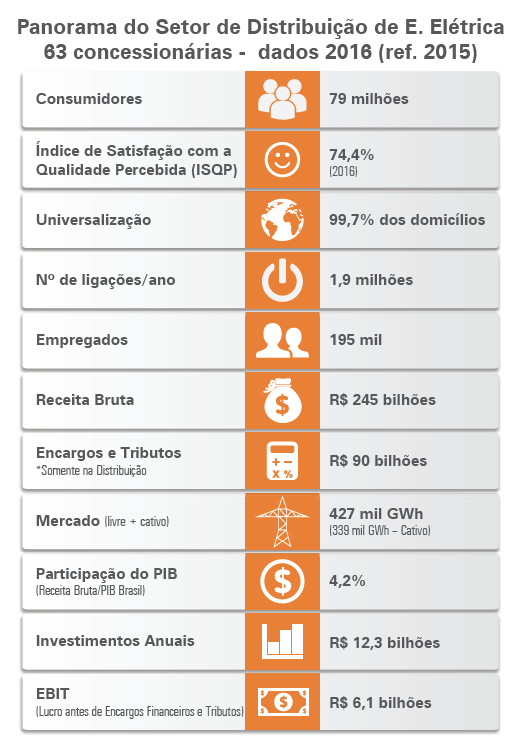 Panorama do Setor de Distribuição de E. Elétrica
63 concessionárias - dados 2016 (ref. 2015)
Consumidores
79 milhões
Índice de Satisfação com a
Qualidade Percebida (ISQP)
74,4%
(2016)
Universalização
99,7% dos domicílios
Nº de ligações/ano
1,9 milhões
Empregados
195 mil
Receita Bruta
R$ 245 bilhões
Encargos e Tributos
*Somente na Distribuição
R$ 90 bilhões
Mercado (livre + cativo)
427 mil GWh
(339 mil GWh – Cativo)
Participação do PIB
(Receita Bruta/PIB Brasil)
4,2%
Investimentos Anuais
R$ 12,3 bilhões
EBIT
(Lucro antes de Encargos Financeiros e Tributos)
R$ 6,1 bilhões